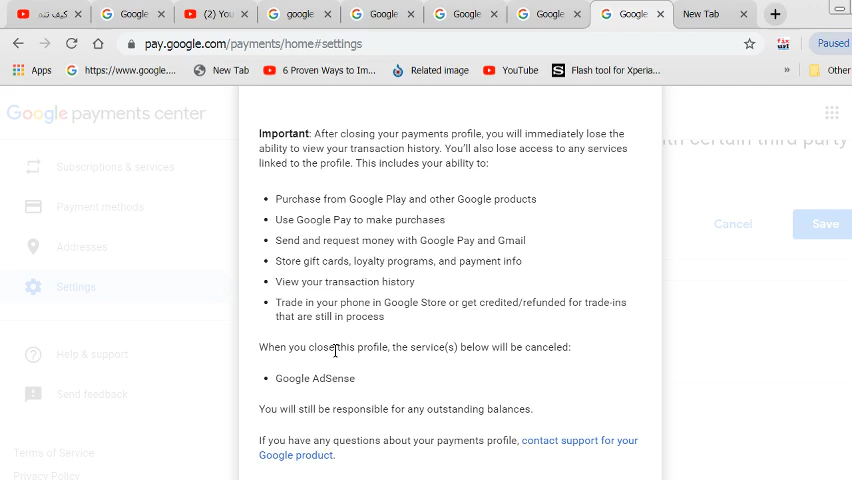 كيف تند
Google
(2) You
google
Google
Google
Google
Google
New Tab
pay.google.com/payments/home#settings
Paused
Apps
https://www.google....
New Tab
6 Proven Ways to Im...
Related image
YouTube
Flash tool for Xperia...
»
Other
Google payments center
Subscriptions & services
Payment methods
Addresses
Settings
Help & support
Send feedback
Terms of Service
Privacy Policy
Important: After closing your payments profile, you will immediately lose the
ability to view your transaction history. You'll also lose access to any services
linked to the profile. This includes your ability to:
• Purchase from Google Play and other Google products
• Use Google Pay to make purchases
• Send and request money with Google Pay and Gmail
• Store gift cards, loyalty programs, and payment info
• View your transaction history
• Trade in your phone in Google Store or get credited/refunded for trade-ins
that are still in process
When you close this profile, the service(s) below will be canceled:
• Google AdSense
You will still be responsible for any outstanding balances.
If you have any questions about your payments profile, contact support for your
Google product.
with certain third party
Cancel
Save